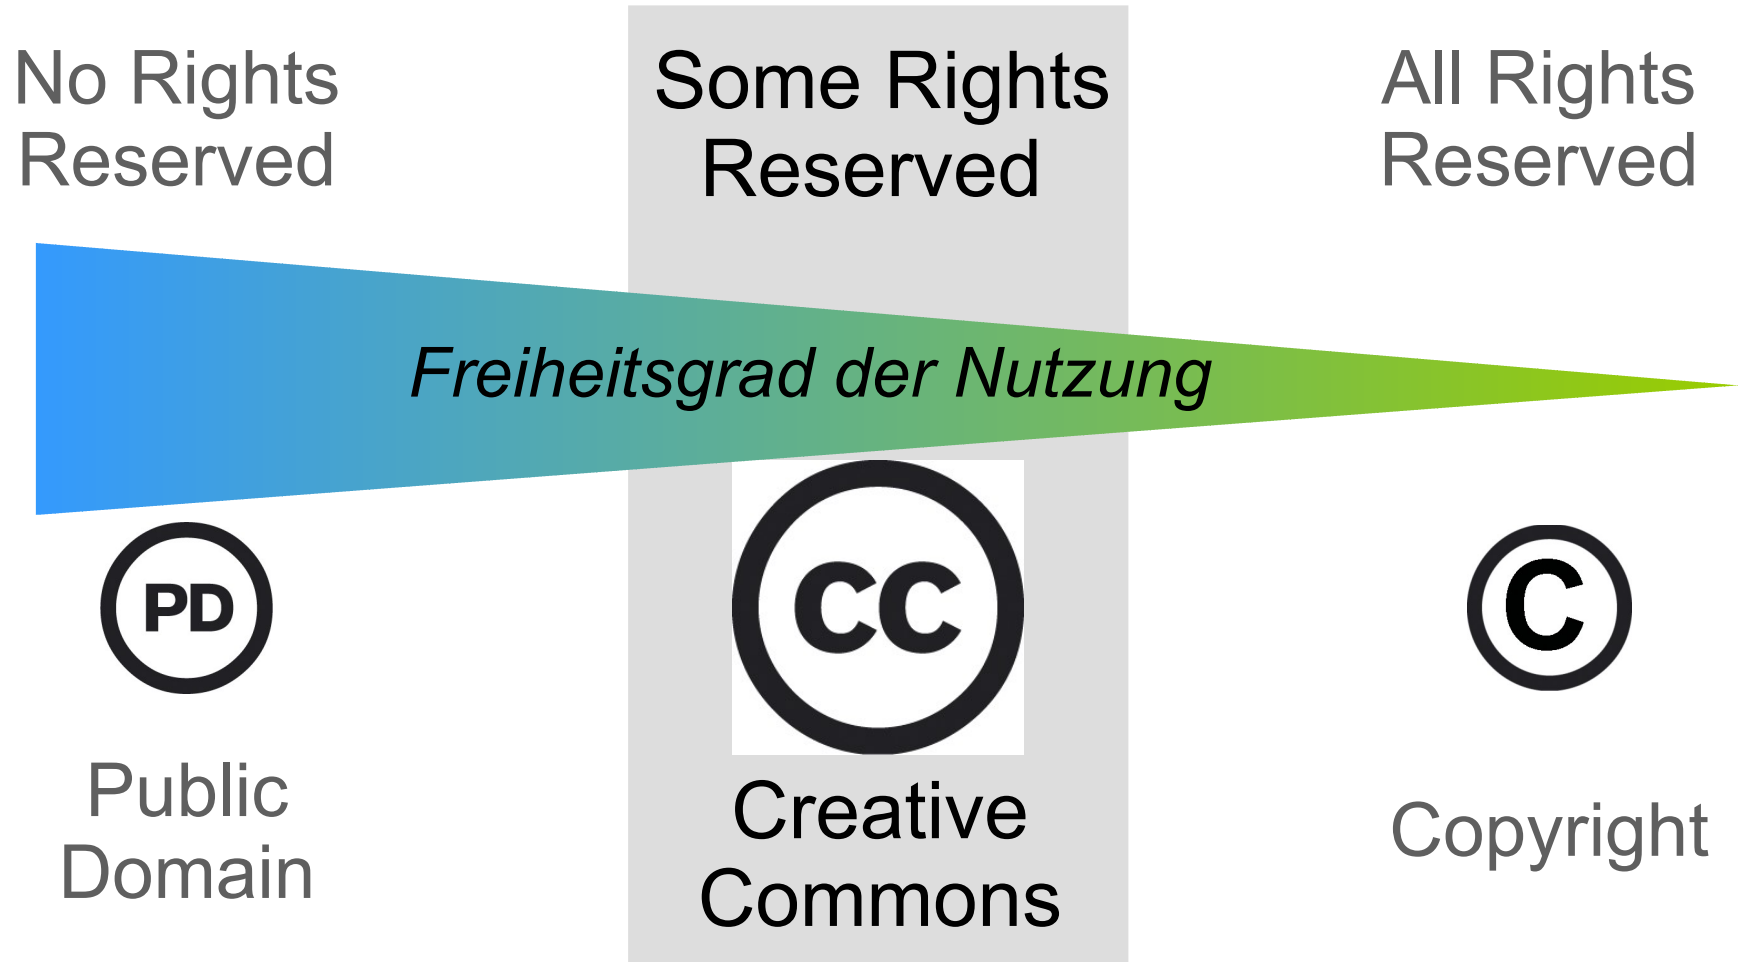 No Rights
Reserved
Some Rights
Reserved
All Rights
Reserved
Freiheitsgrad der Nutzung
PD
CC
C
Public
Domain
Creative
Commons
Copyright